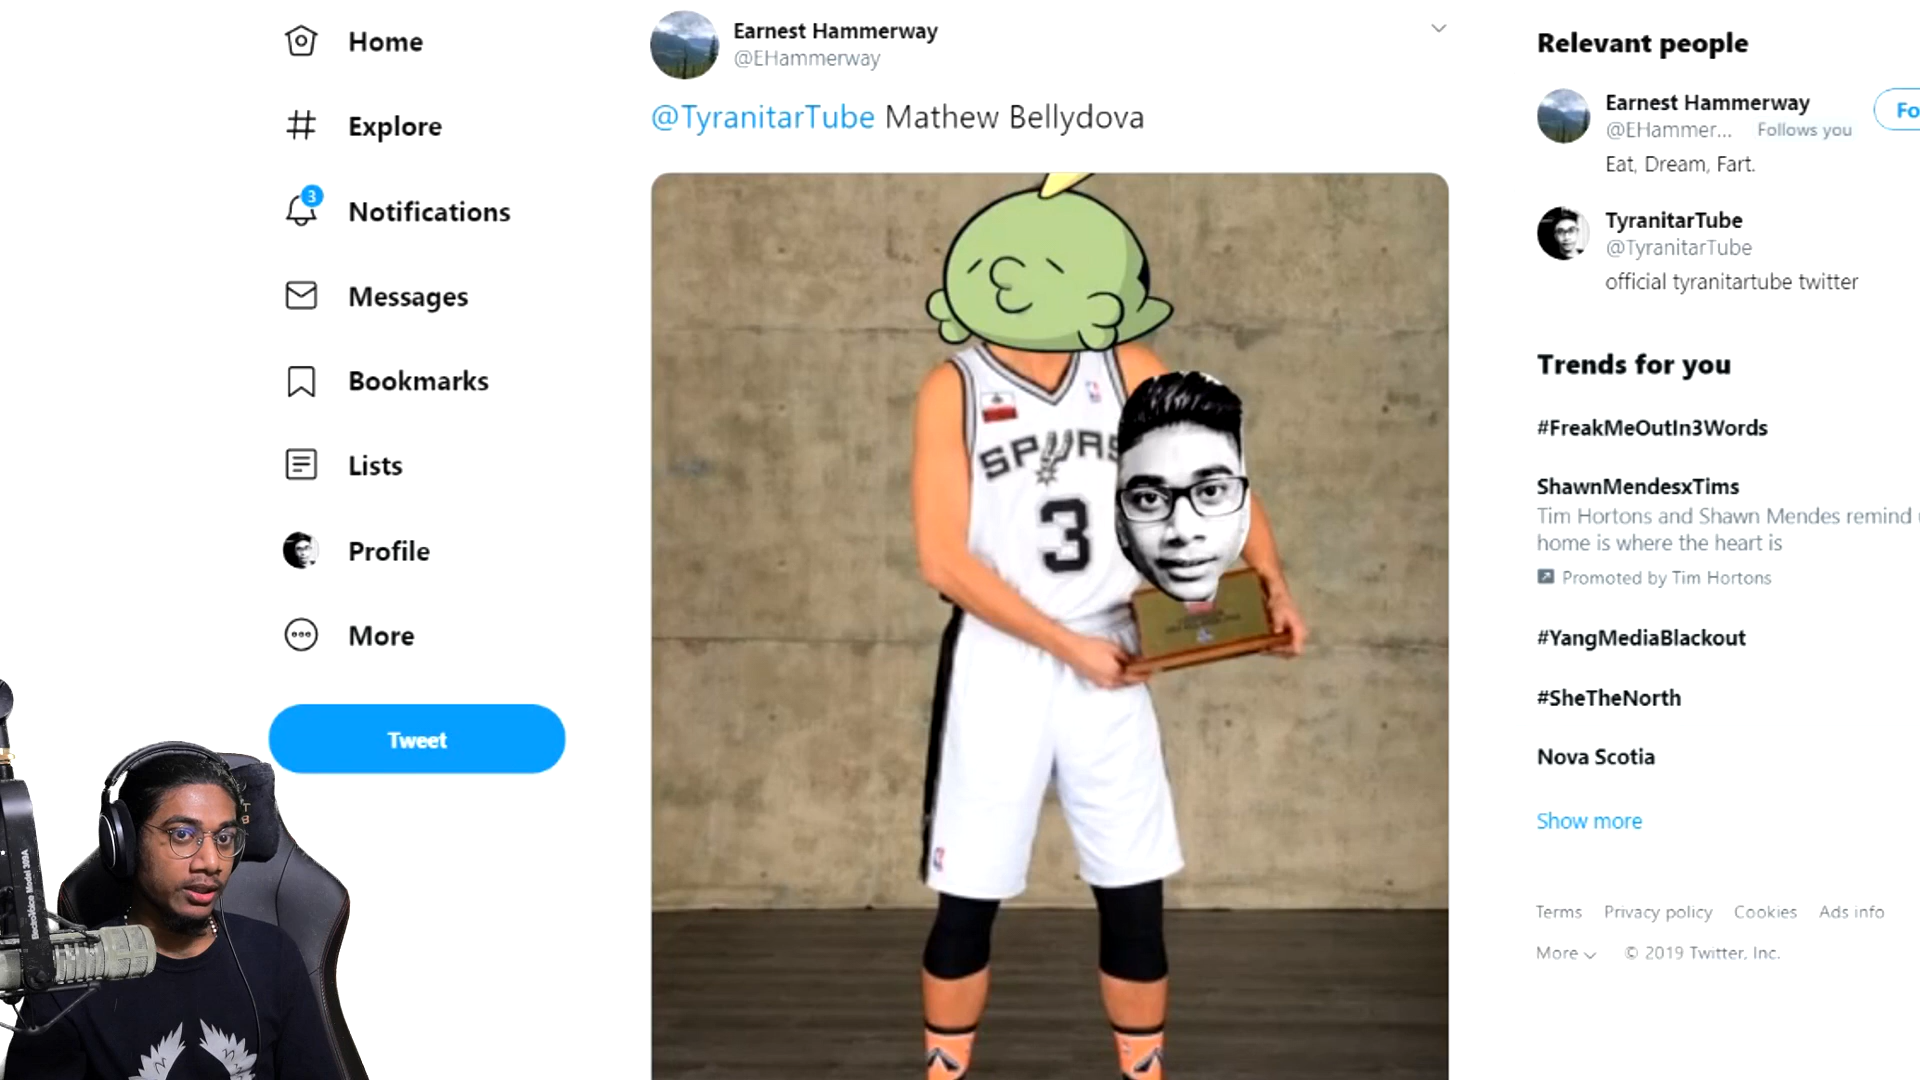 Home
Explore
3
Notifications
Messages
Bookmarks
Lists
Profile
More
Tweet
Earnest Hammerway
@EHammerway
@TyranitarTube Mathew Bellydova
SPURS
3
Relevant people
Earnest Hammerway
@EHammer... Follows you
Fo
Eat, Dream, Fart.
TyranitarTube
@TyranitarTube
official tyranitartube twitter
Trends for you
#FreakMeOutIn3Words
ShawnMendesxTims
Tim Hortons and Shawn Mendes remind
home is where the heart is
Promoted by Tim Hortons
#YangMediaBlackout
#SheTheNorth
Nova Scotia
Show more
Terms Privacy policy Cookies Ads info
More © 2019 Twitter, Inc.